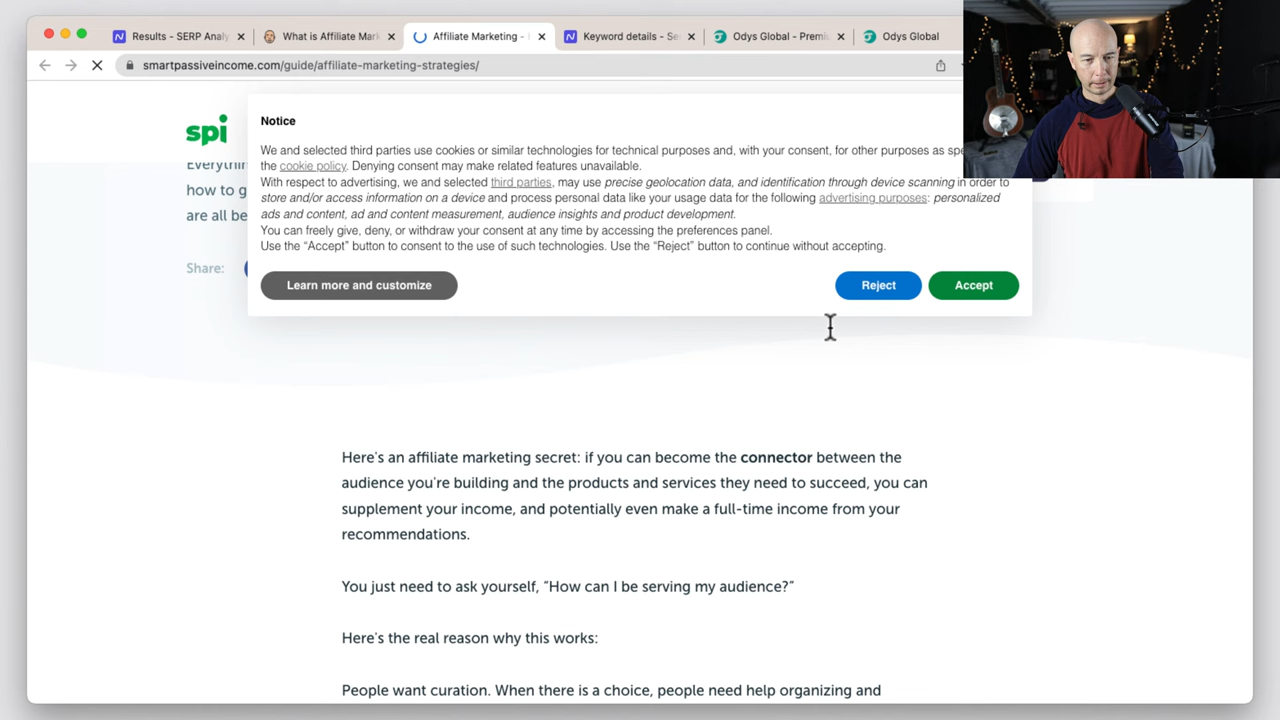 Results - SERP Analy
What is Affiliate Mark
Affiliate Marketing -
Keyword details - Se
Odys Global - Premi
Odys Global
smartpassiveincome.com/guide/affiliate-marketing-strategies/
spi
Notice
We and selected third parties use cookies or similar technologies for technical purposes and, with your consent, for other purposes as spe
the cookie policy. Denying consent may make related features unavailable.
With respect to advertising, we and selected third parties, may use precise geolocation data, and identification through device scanning in order to
store and/or access information on a device and process personal data like your usage data for the following advertising purposes: personalized
ads and content, ad and content measurement, audience insights and product development.
You can freely give, deny, or withdraw your consent at any time by accessing the preferences panel.
Use the “Accept” button to consent to the use of such technologies. Use the “Reject” button to continue without accepting.
Learn more and customize
Reject
Accept
Everythin
how to g
are all be
Share:
Here's an affiliate marketing secret: if you can become the connector between the
audience you're building and the products and services they need to succeed, you can
supplement your income, and potentially even make a full-time income from your
recommendations.
You just need to ask yourself, “How can I be serving my audience?”
Here's the real reason why this works:
People want curation. When there is a choice, people need help organizing and